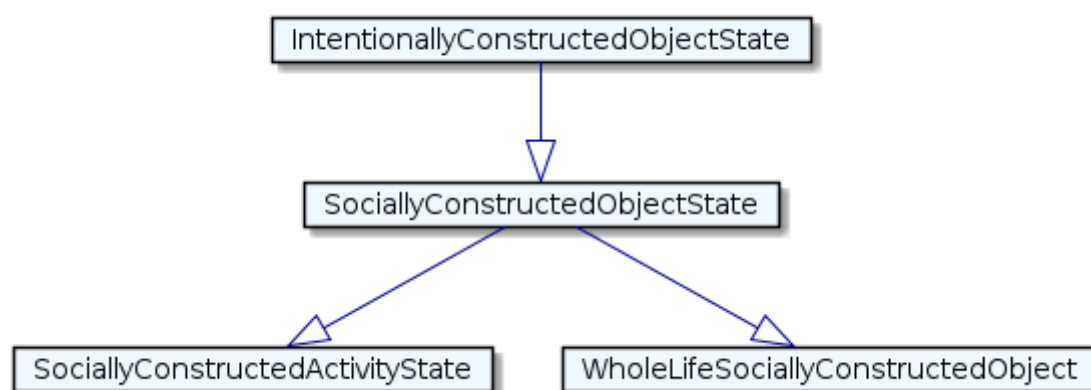 IntentionallyConstructedObjectState
SociallyConstructedObjectState
SociallyConstructedActivityState
WholeLifeSociallyConstructedObject